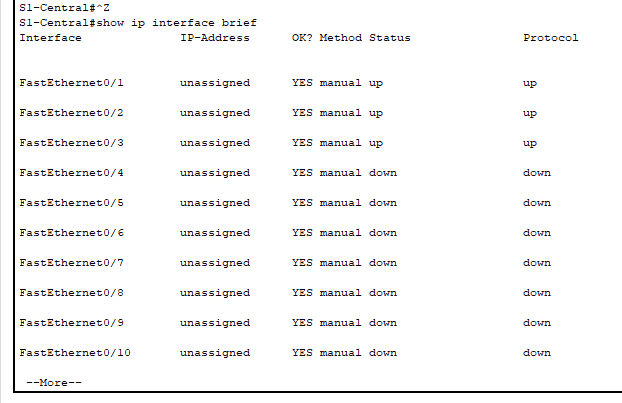 S1-Central#^Z
S1-Central#show ip interface brief
Interface IP-Address OK? Method Status Protocol
FastEthernet0/1 unassigned YES manual up up
FastEthernet0/2 unassigned YES manual up up
FastEthernet0/3 unassigned YES manual up up
FastEthernet0/4 unassigned YES manual down down
FastEthernet0/5 unassigned YES manual down down
FastEthernet0/6 unassigned YES manual down down
FastEthernet0/7 unassigned YES manual down down
FastEthernet0/8 unassigned YES manual down down
FastEthernet0/9 unassigned YES manual down down
FastEthernet0/10 unassigned YES manual down down
--More--